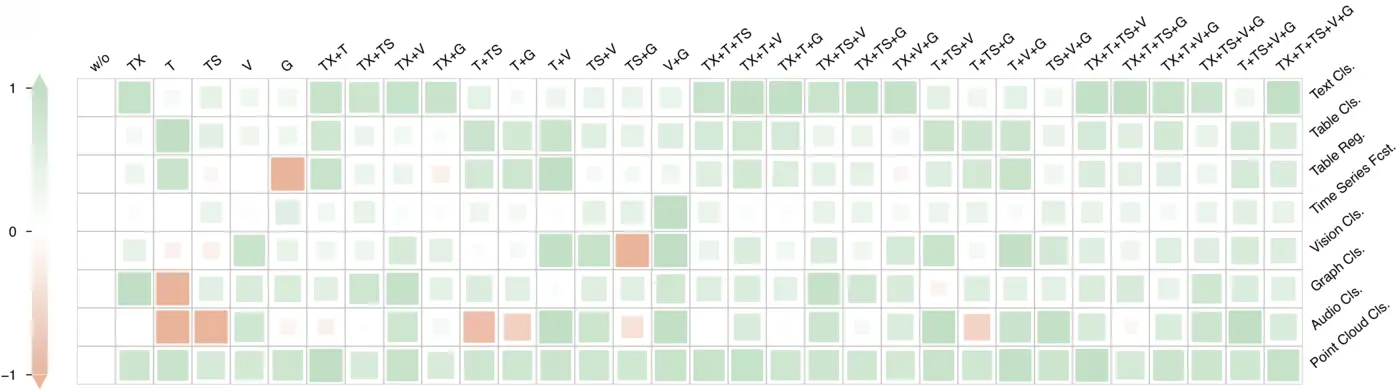 w/o
TX
T
TS
V
G
TX+T
TX+TS
TX+V
TX+G
T+TS
T+G
T+V
TS+V
TS+G
V+G
TX+T+TS
TX+T+V
TX+T+G
TX+TS+V
TX+TS+G
TX+V+G
T+TS+V
T+TS+G
T+V+G
TS+V+G
TX+T+TS+V
TX+T+TS+G
TX+T+V+G
TX+TS+V+G
T+TS+V+G
TX+T+TS+V+G
1
0
−1
Text Cls.
Table Cls.
Table Reg.
Time Series Fcst.
Vision Cls.
Graph Cls.
Audio Cls.
Point Cloud Cls.